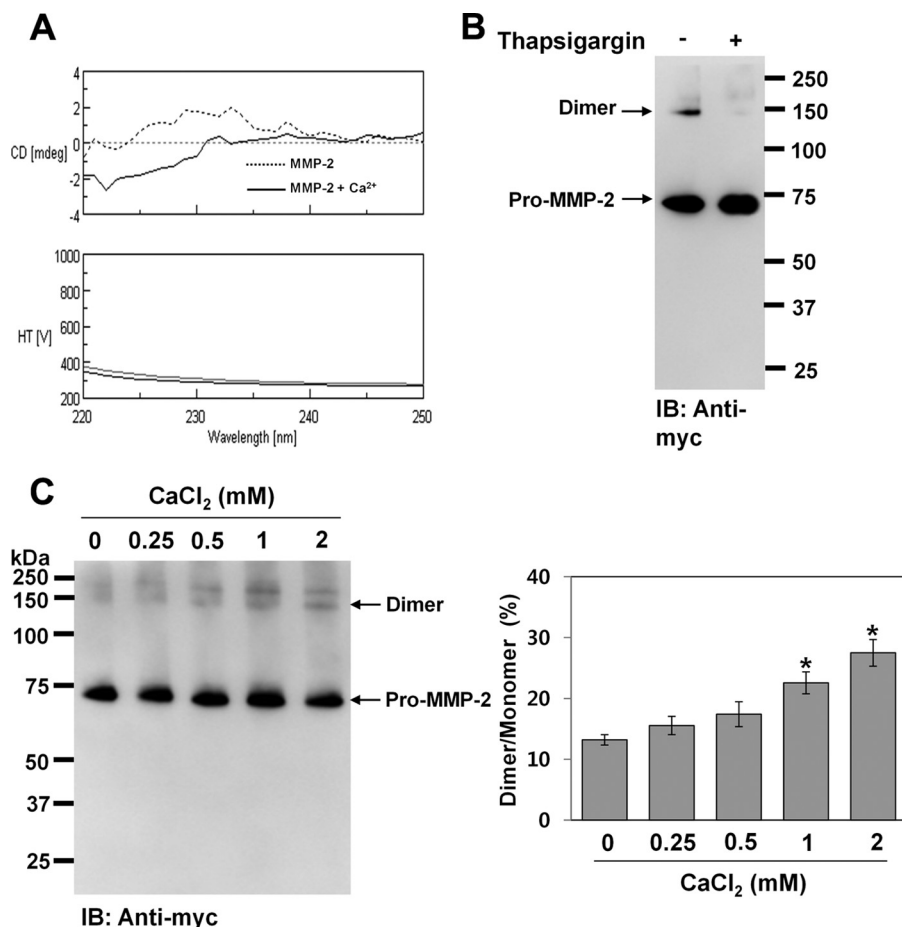 A
4
2
0
-2
-4
CD [mdeg]
MMP-2
MMP-2 + Ca²⁺
1000
800
600
400
200
HT [V]
220 230 240 250
Wavelength [nm]
B
Thapsigargin - +
Dimer
Pro-MMP-2
250
150
100
75
50
37
25
IB: Anti-
myc
C
CaCl₂ (mM)
0 0.25 0.5 1 2
kDa
250
150
100
75
50
37
25
Dimer
Pro-MMP-2
IB: Anti-myc
40
30
20
10
0
Dimer/Monomer (%)
* *
0 0.25 0.5 1 2
CaCl₂ (mM)